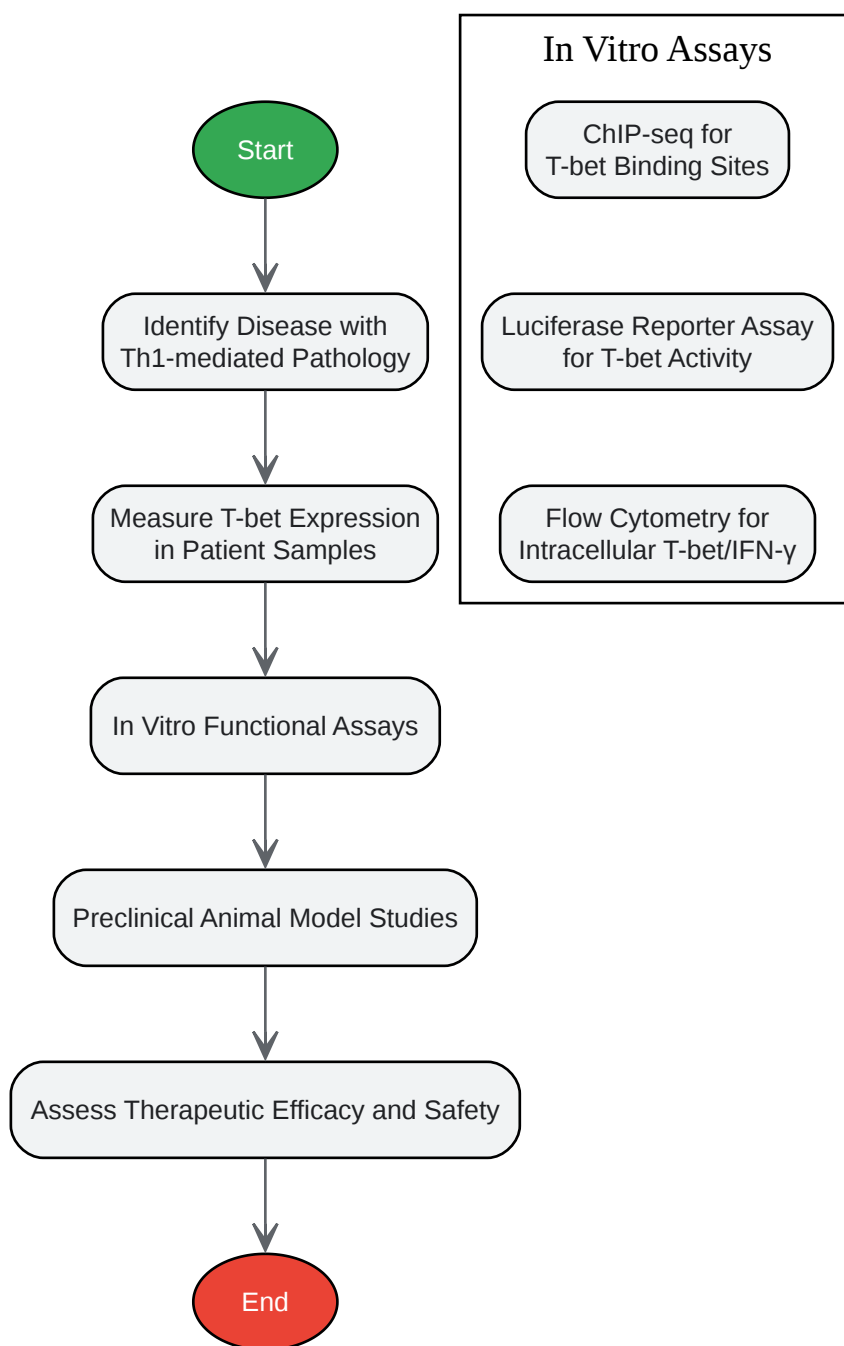 Start
Identify Disease with
Th1-mediated Pathology
Measure T-bet Expression
in Patient Samples
In Vitro Functional Assays
Preclinical Animal Model Studies
Assess Therapeutic Efficacy and Safety
End
In Vitro Assays
ChIP-seq for
T-bet Binding Sites
Luciferase Reporter Assay
for T-bet Activity
Flow Cytometry for
Intracellular T-bet/IFN-γ